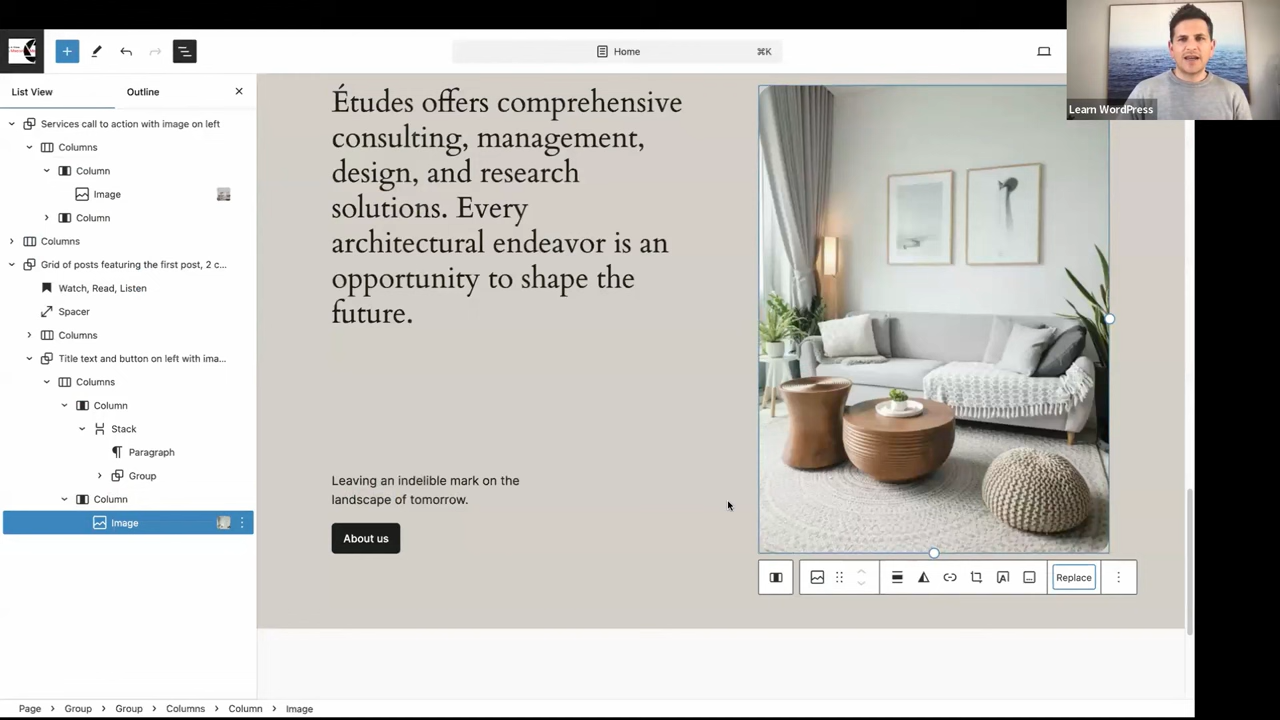 Home
⌘K
Learn WordPress
List View
Outline
Services call to action with image on left
Columns
Column
Image
Column
Columns
Grid of posts featuring the first post, 2 c...
Watch, Read, Listen
Spacer
Columns
Title text and button on left with ima...
Columns
Column
Stack
Paragraph
Group
Column
Image
Études offers comprehensive
consulting, management,
design, and research
solutions. Every
architectural endeavor is an
opportunity to shape the
future.
Leaving an indelible mark on the
landscape of tomorrow.
About us
Replace
Page
Group
Group
Columns
Column
Image